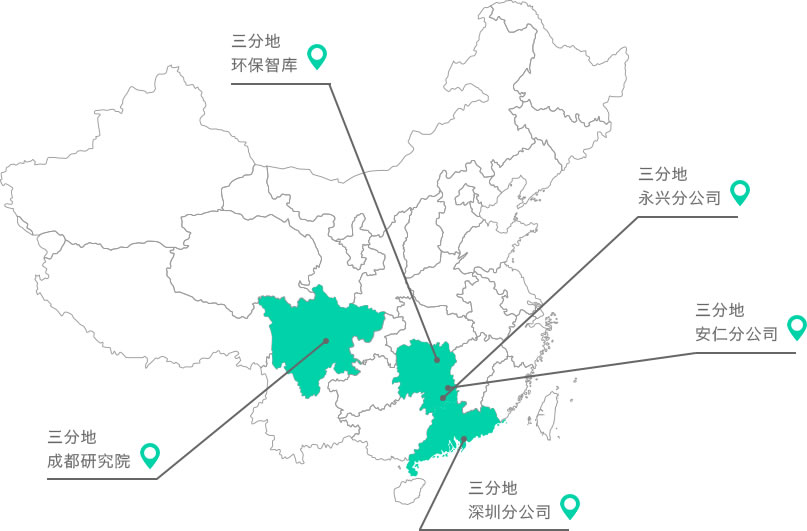 三分地
环保智库
三分地
永兴分公司
三分地
安仁分公司
三分地
成都研究院
三分地
深圳分公司